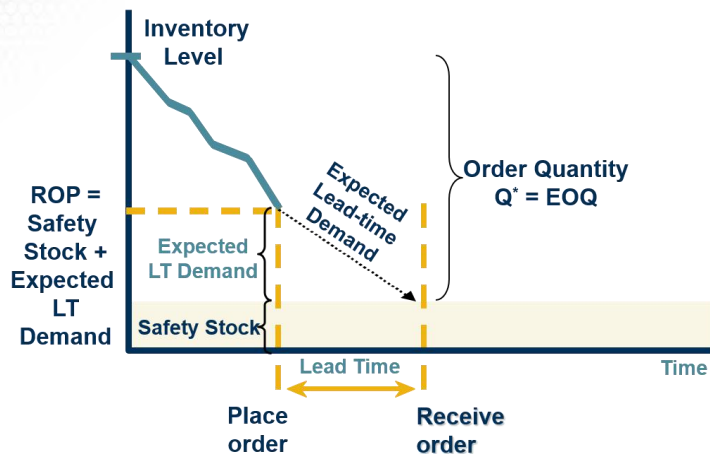 Inventory
Level
Order Quantity
Q* = EOQ
Expected
Lead-time
Demand
ROP =
Safety
Stock +
Expected
LT
Demand
Expected
LT Demand
Safety Stock
Lead Time
Time
Place
order
Receive
order